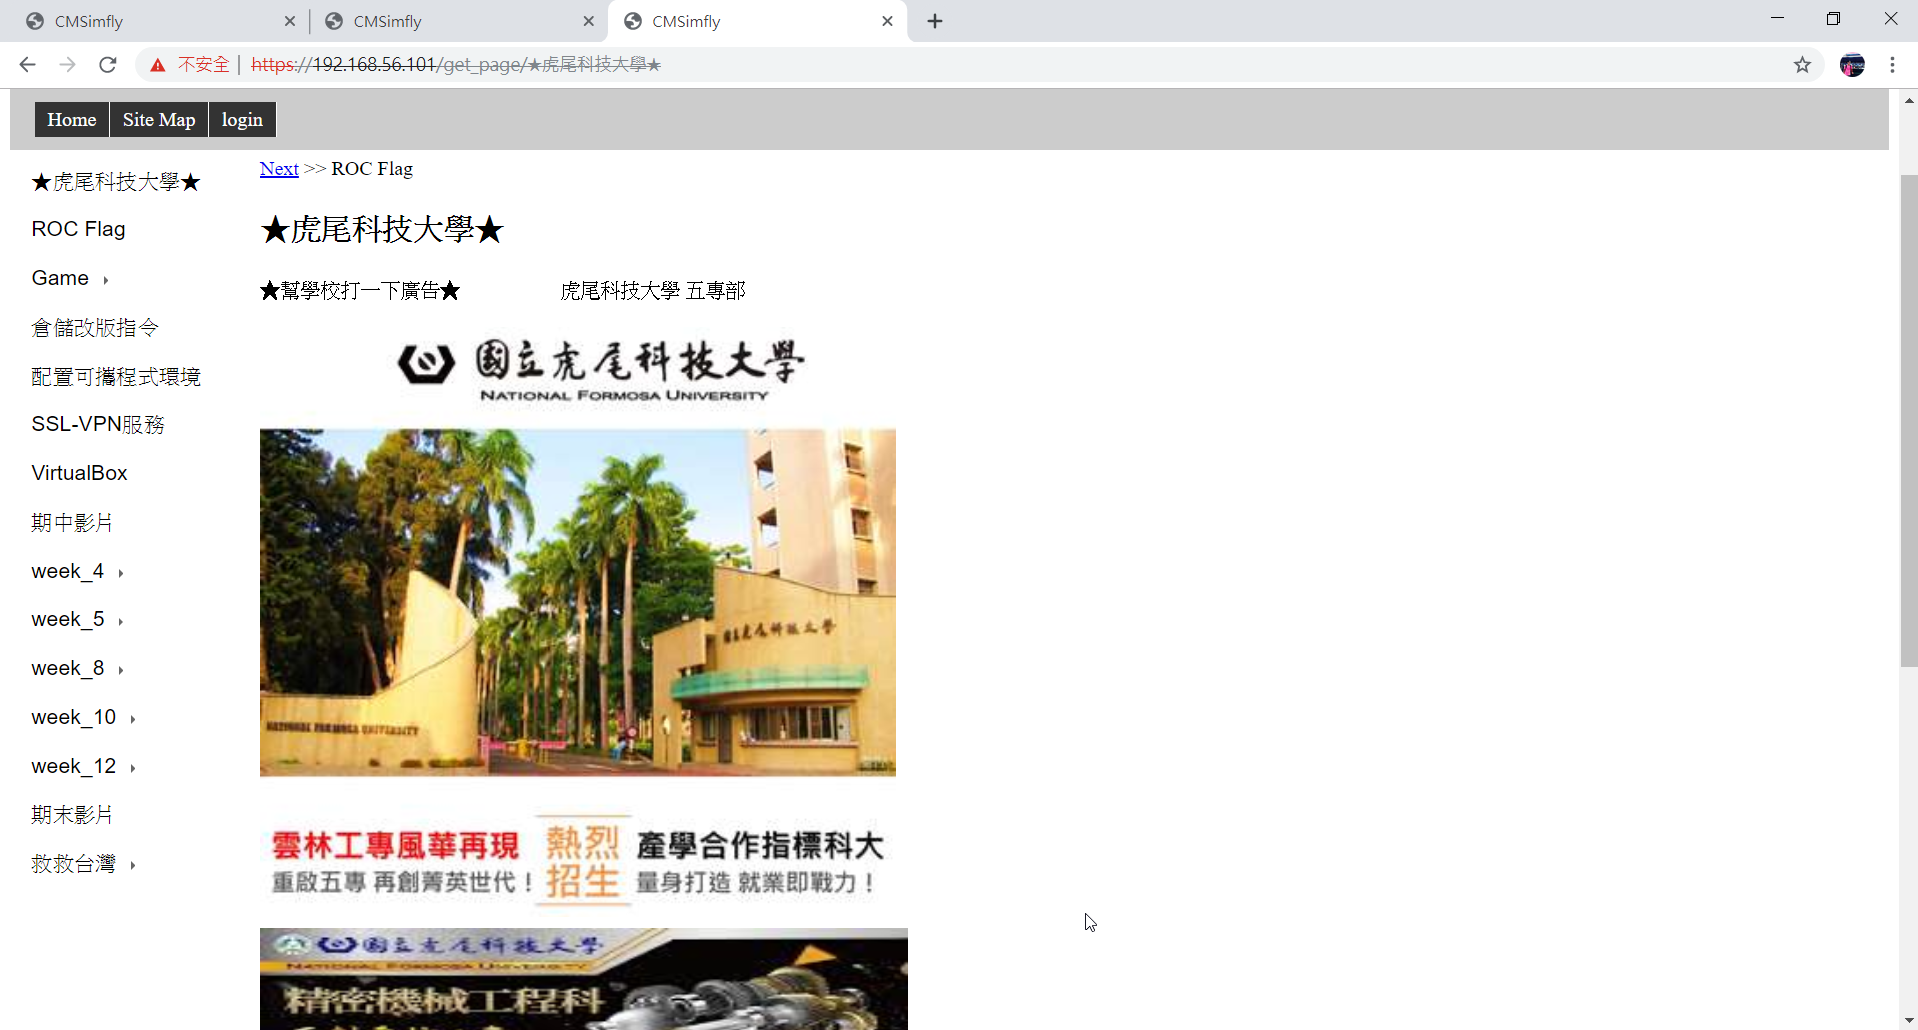 CMSimfly
CMSimfly
CMSimfly
不安全 | https://192.168.56.101/get_page/★虎尾科技大學★
Home Site Map login
★虎尾科技大學★
ROC Flag
Game
倉儲改版指令
配置可攜程式環境
SSL-VPN服務
VirtualBox
期中影片
week_4
week_5
week_8
week_10
week_12
期末影片
救救台灣
Next >> ROC Flag
★虎尾科技大學★
★幫學校打一下廣告★ 虎尾科技大學 五專部
國立虎尾科技大學
NATIONAL FORMOSA UNIVERSITY
國立虎尾科技大學
NATIONAL FORMOSA UNIVERSITY
雲林工專風華再現 熱烈 產學合作指標科大
重啟五專 再創菁英世代！ 招生 量身打造 就業即戰力！
國立虎尾科技大學
NATIONAL FORMOSA UNIVERSITY
精密機械工程科